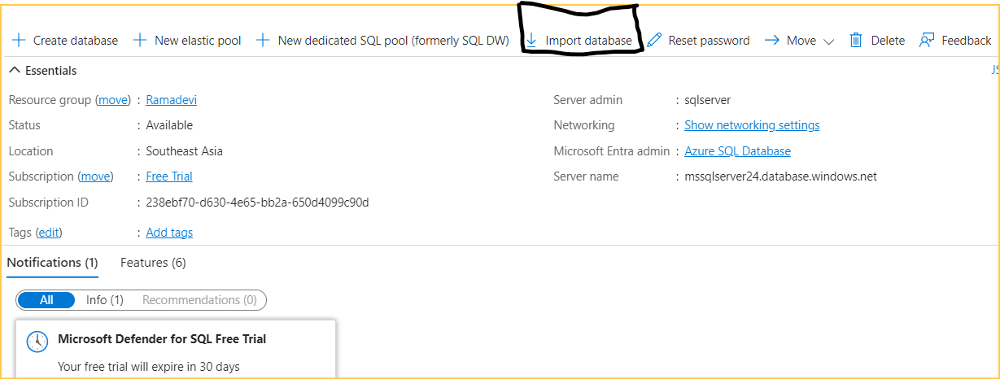 Create database New elastic pool New dedicated SQL pool (formerly SQL DW) Import database Reset password Move Delete Feedback
Essentials JS
Resource group (move) : Ramadevi Server admin : sqlserver
Status : Available Networking : Show networking settings
Location : Southeast Asia Microsoft Entra admin : Azure SQL Database
Subscription (move) : Free Trial Server name : mssqlserver24.database.windows.net
Subscription ID : 238ebf70-d630-4e65-bb2a-650d4099c90d
Tags (edit) : Add tags
Notifications (1) Features (6)
All Info (1) Recommendations (0)
Microsoft Defender for SQL Free Trial
Your free trial will expire in 30 days